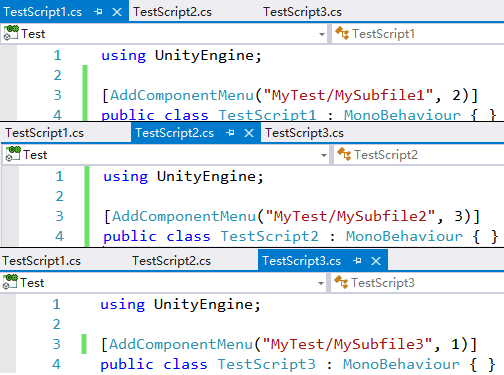 TestScript1.cs TestScript2.cs TestScript3.cs
Test TestScript1
1 using UnityEngine;
2
3 [AddComponentMenu("MyTest/MySubfile1", 2)]
4 public class TestScript1 : MonoBehaviour { }
TestScript1.cs TestScript2.cs TestScript3.cs
Test TestScript2
1 using UnityEngine;
2
3 [AddComponentMenu("MyTest/MySubfile2", 3)]
4 public class TestScript2 : MonoBehaviour { }
TestScript1.cs TestScript2.cs TestScript3.cs
Test TestScript3
1 using UnityEngine;
2
3 [AddComponentMenu("MyTest/MySubfile3", 1)]
4 public class TestScript3 : MonoBehaviour { }